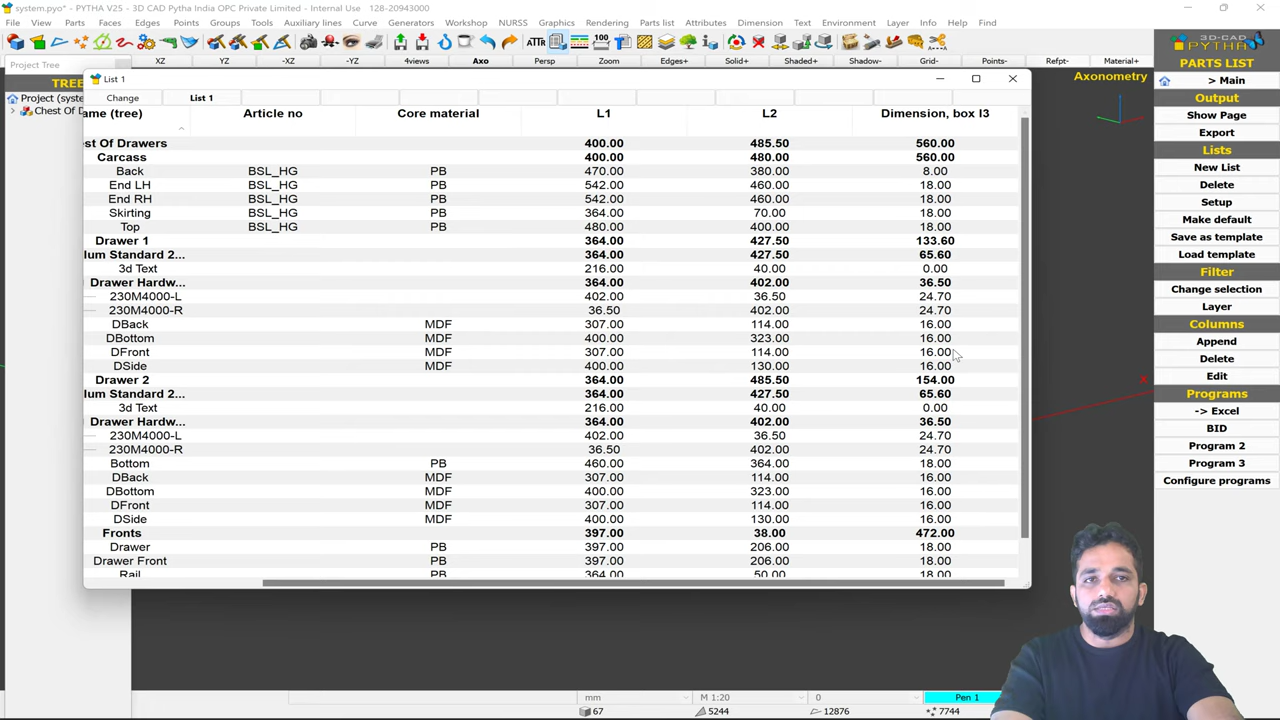 system.pyo* - PYTHA V25 - 3D CAD Pytha India OPC Private Limited - Internal Use 128-20943000
File View Parts Faces Edges Points Groups Tools Auxiliary lines Curve Generators Workshop NURSS Graphics Rendering Parts list Attributes Dimension Text Environment Layer Info Help Find
ATTR 100 3D-CAD PYTHA
Project Tree XZ YZ -XZ -YZ 4views Axo Persp Zoom Edges+ Solid+ Shaded+ Shadow- Grid- Points- Refpt- Material+
PARTS LIST
TREE
Project (syste
Chest Of D
List 1
Change List 1
Axonometry
ame (tree) Article no Core material L1 L2 Dimension, box l3
est Of Drawers 400.00 485.50 560.00
Carcass 400.00 480.00 560.00
Back BSL_HG PB 470.00 380.00 8.00
End LH BSL_HG PB 542.00 460.00 18.00
End RH BSL_HG PB 542.00 460.00 18.00
Skirting BSL_HG PB 364.00 70.00 18.00
Top BSL_HG PB 480.00 400.00 18.00
Drawer 1 364.00 427.50 133.60
lum Standard 2... 364.00 427.50 65.60
3d Text 216.00 40.00 0.00
Drawer Hardw... 364.00 402.00 36.50
230M4000-L 402.00 36.50 24.70
230M4000-R 36.50 402.00 24.70
DBack MDF 307.00 114.00 16.00
DBottom MDF 400.00 323.00 16.00
DFront MDF 307.00 114.00 16.00
DSide MDF 400.00 130.00 16.00
Drawer 2 364.00 485.50 154.00
lum Standard 2... 364.00 427.50 65.60
3d Text 216.00 40.00 0.00
Drawer Hardw... 364.00 402.00 36.50
230M4000-L 402.00 36.50 24.70
230M4000-R 36.50 402.00 24.70
Bottom PB 460.00 364.00 18.00
DBack MDF 307.00 114.00 16.00
DBottom MDF 400.00 323.00 16.00
DFront MDF 307.00 114.00 16.00
DSide MDF 400.00 130.00 16.00
Fronts 397.00 38.00 472.00
Drawer PB 397.00 206.00 18.00
Drawer Front PB 397.00 206.00 18.00
Rail PB 364.00 50.00 18.00
X
> Main
Output
Show Page
Export
Lists
New List
Delete
Setup
Make default
Save as template
Load template
Filter
Change selection
Layer
Columns
Append
Delete
Edit
Programs
-> Excel
BID
Program 2
Program 3
Configure programs
mm M 1:20 0 Pen 1
67 5244 12876 7744